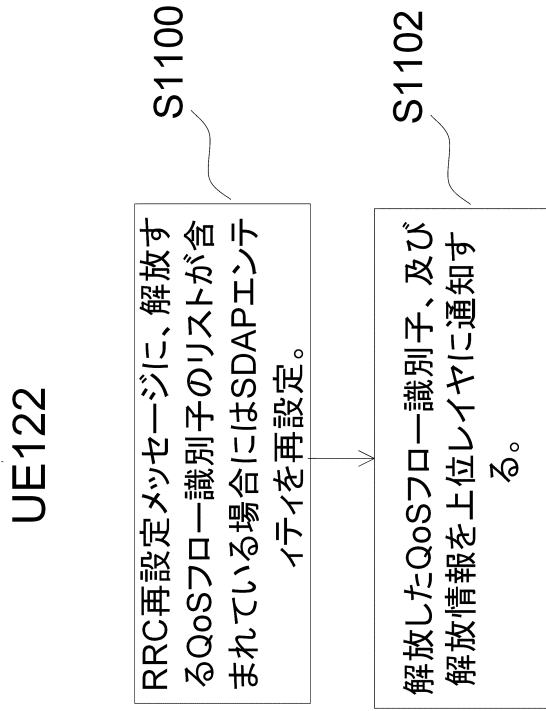 UE122
RRC再設定メッセージに、解放す
るQoSフロー識別子のリストが含
まれている場合にはSDAPエンテ
ィティを再設定。
S1100
解放したQoSフロー識別子、及び
解放情報を上位レイヤに通知す
る。
S1102